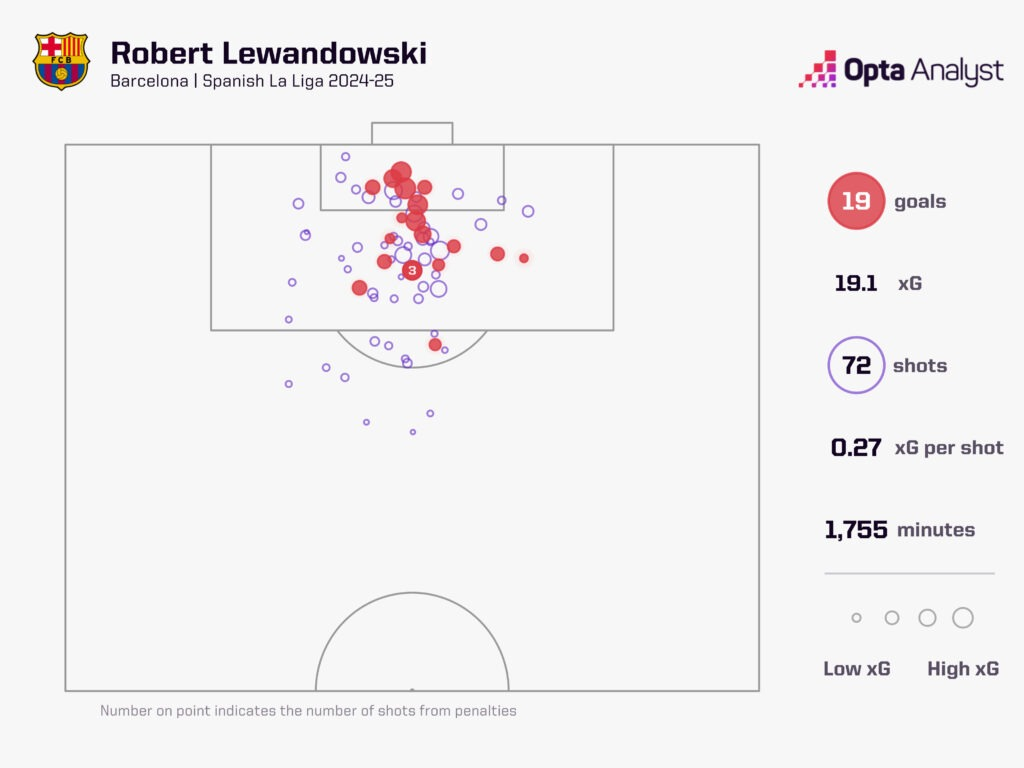 FCB
Robert Lewandowski
Barcelona | Spanish La Liga 2024-25
Opta Analyst
3
19 goals
19.1 xG
72 shots
0.27 xG per shot
1,755 minutes
Low xG High xG
Number on point indicates the number of shots from penalties